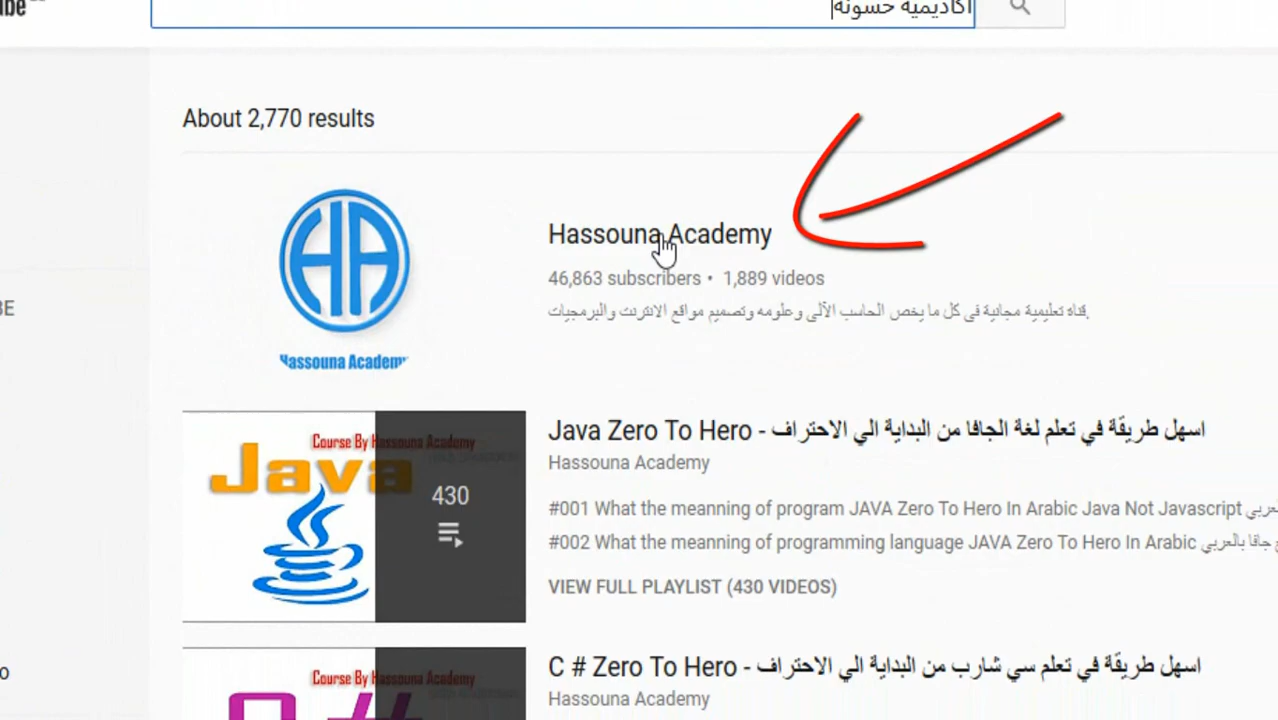 اكاديمية حسونه
About 2,770 results
HA
Hassouna Academy
Hassouna Academy
46,863 subscribers • 1,889 videos
قناه تعليمية مجانية فى كل ما يخص الحاسب الآلى وعلومه وتصميم مواقع الانترنت والبرمجيات.
Course By Hassouna Academy
Java
430
Java Zero To Hero - اسهل طريقة في تعلم لغة الجافا من البداية الي الاحتراف
Hassouna Academy
#001 What the meanning of program JAVA Zero To Hero In Arabic Java Not Javascript
#002 What the meanning of programming language JAVA Zero To Hero In Arabic جافا بالعربي
VIEW FULL PLAYLIST (430 VIDEOS)
Course By Hassouna Academy
C # Zero To Hero - اسهل طريقة في تعلم سي شارب من البداية الي الاحتراف
Hassouna Academy